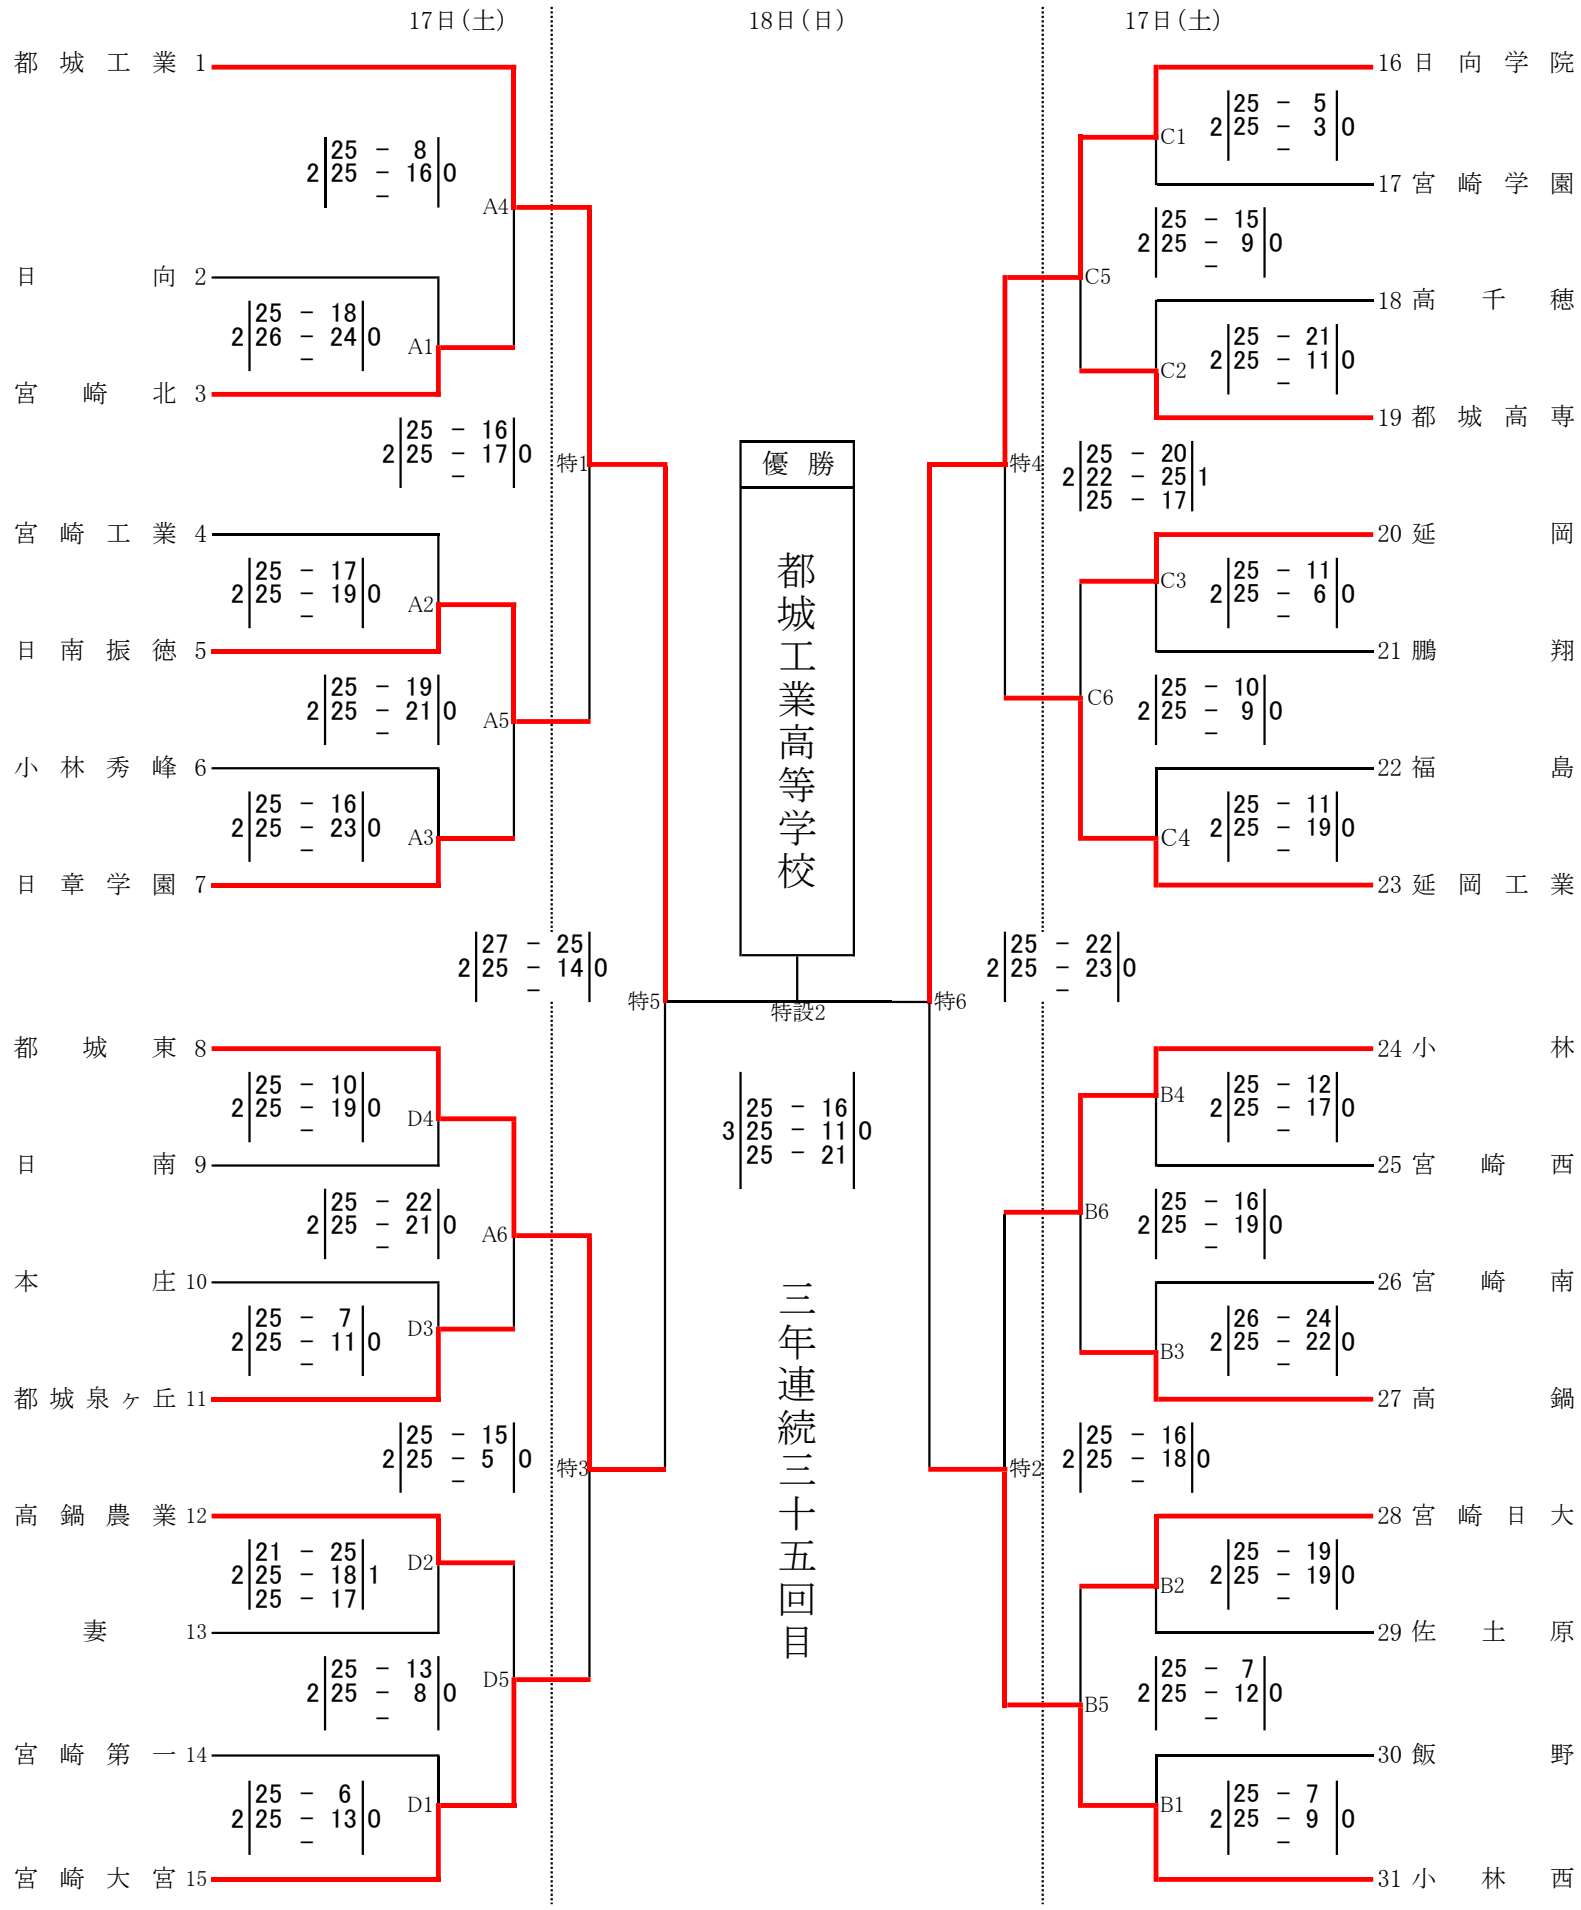 17日(土)
18日(日)
17日(土)
都城工業 1
25 - 8
2 25 - 16 0
-
A4
日向 2
25 - 18
2 26 - 24 0
-
A1
宮崎北 3
25 - 16
2 25 - 17 0
-
特1
宮崎工業 4
25 - 17
2 25 - 19 0
-
A2
日南振徳 5
25 - 19
2 25 - 21 0
-
A5
小林秀峰 6
25 - 16
2 25 - 23 0
-
A3
日章学園 7
27 - 25
2 25 - 14 0
-
特5
都城東 8
25 - 10
2 25 - 19 0
-
D4
日南 9
25 - 22
2 25 - 21 0
-
A6
本庄 10
25 - 7
2 25 - 11 0
-
D3
都城泉ヶ丘 11
25 - 15
2 25 - 5 0
-
特3
高鍋農業 12
21 - 25
2 25 - 18 1
25 - 17
D2
妻 13
25 - 13
2 25 - 8 0
-
D5
宮崎第一 14
25 - 6
2 25 - 13 0
-
D1
宮崎大宮 15
優勝
都城工業高等学校
特設2
25 - 16
3 25 - 11 0
25 - 21
三年連続三十五回目
16 日向学院
25 - 5
2 25 - 3 0
-
C1
17 宮崎学園
25 - 15
2 25 - 9 0
-
C5
18 高千穂
25 - 21
2 25 - 11 0
-
C2
19 都城高専
25 - 20
2 22 - 25 1
25 - 17
特4
20 延岡
25 - 11
2 25 - 6 0
-
C3
21 鵬翔
25 - 10
2 25 - 9 0
-
C6
22 福島
25 - 11
2 25 - 19 0
-
C4
23 延岡工業
25 - 22
2 25 - 23 0
-
特6
24 小林
25 - 12
2 25 - 17 0
-
B4
25 宮崎西
25 - 16
2 25 - 19 0
-
B6
26 宮崎南
26 - 24
2 25 - 22 0
-
B3
27 高鍋
25 - 16
2 25 - 18 0
-
特2
28 宮崎日大
25 - 19
2 25 - 19 0
-
B2
29 佐土原
25 - 7
2 25 - 12 0
-
B5
30 飯野
25 - 7
2 25 - 9 0
-
B1
31 小林西